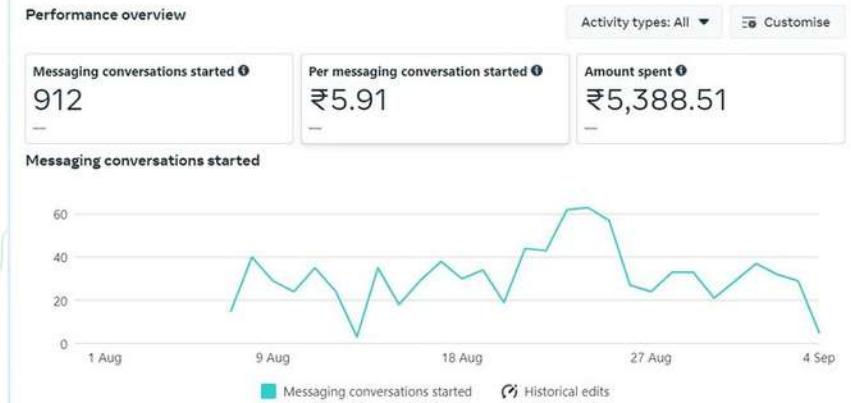 Performance overview
Activity types: All
Customise
Messaging conversations started
912
—
Per messaging conversation started
₹5.91
—
Amount spent
₹5,388.51
—
Messaging conversations started
60
40
20
0
1 Aug 9 Aug 18 Aug 27 Aug 4 Sep
Messaging conversations started Historical edits